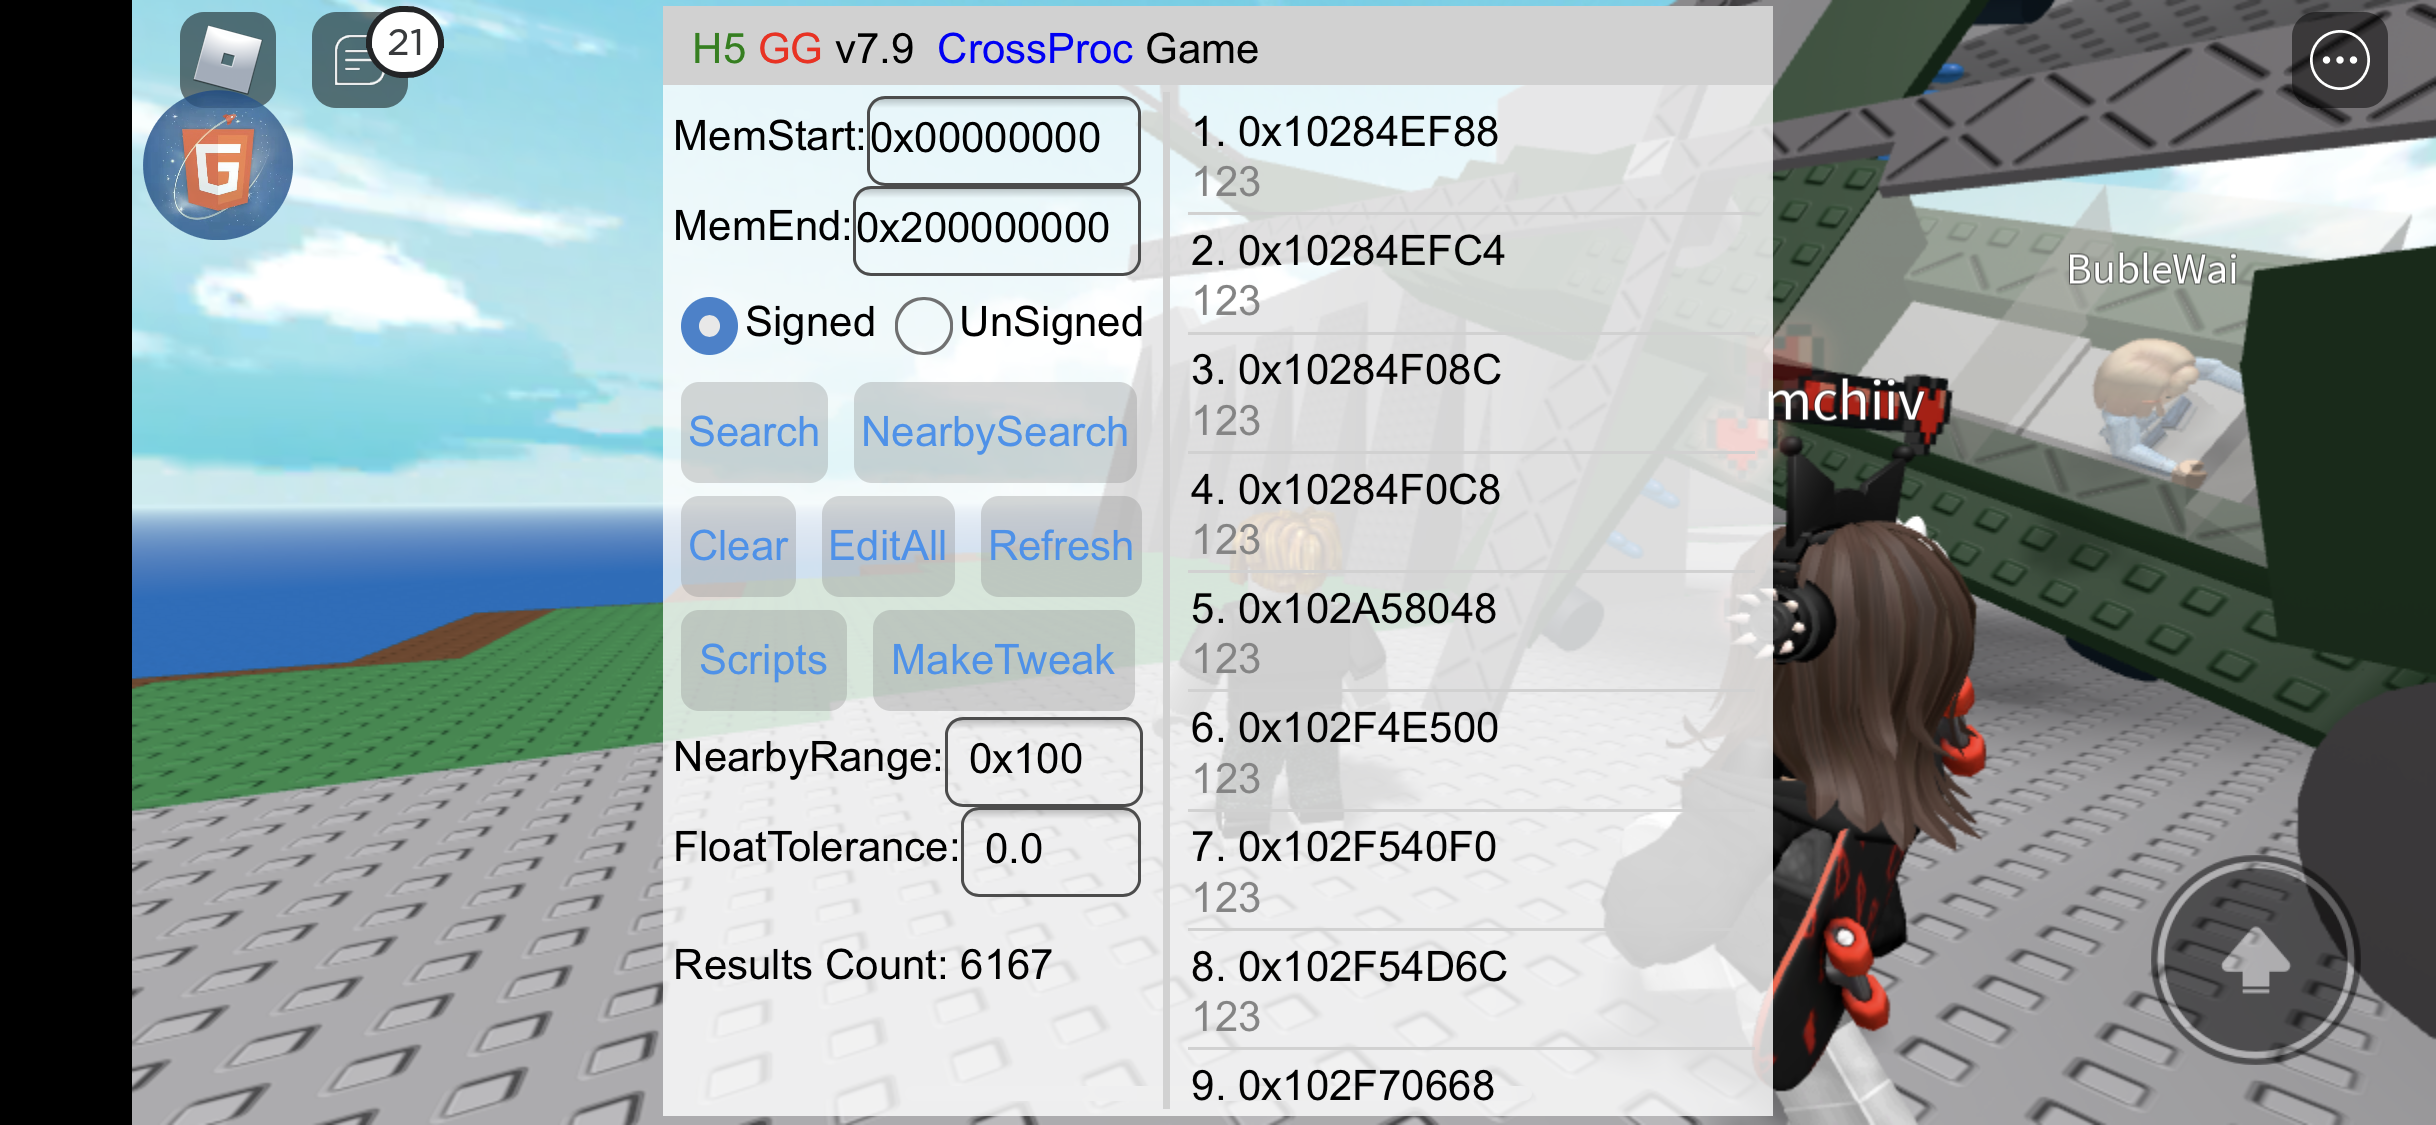 21
H5 GG v7.9 CrossProc Game
MemStart: 0x00000000
MemEnd: 0x200000000
Signed UnSigned
Search NearbySearch
Clear EditAll Refresh
Scripts MakeTweak
NearbyRange: 0x100
FloatTolerance: 0.0
Results Count: 6167
1. 0x10284EF88
123
2. 0x10284EFC4
123
3. 0x10284F08C
123
4. 0x10284F0C8
123
5. 0x102A58048
123
6. 0x102F4E500
123
7. 0x102F540F0
123
8. 0x102F54D6C
123
9. 0x102F70668
BubleWai
mchiiv